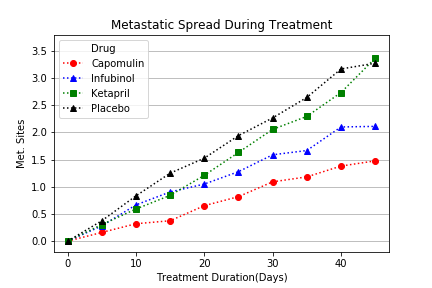 Metastatic Spread During Treatment
Drug
Capomulin
Infubinol
Ketapril
Placebo
Met. Sites
3.5
3.0
2.5
2.0
1.5
1.0
0.5
0.0
0
10
20
30
40
Treatment Duration(Days)